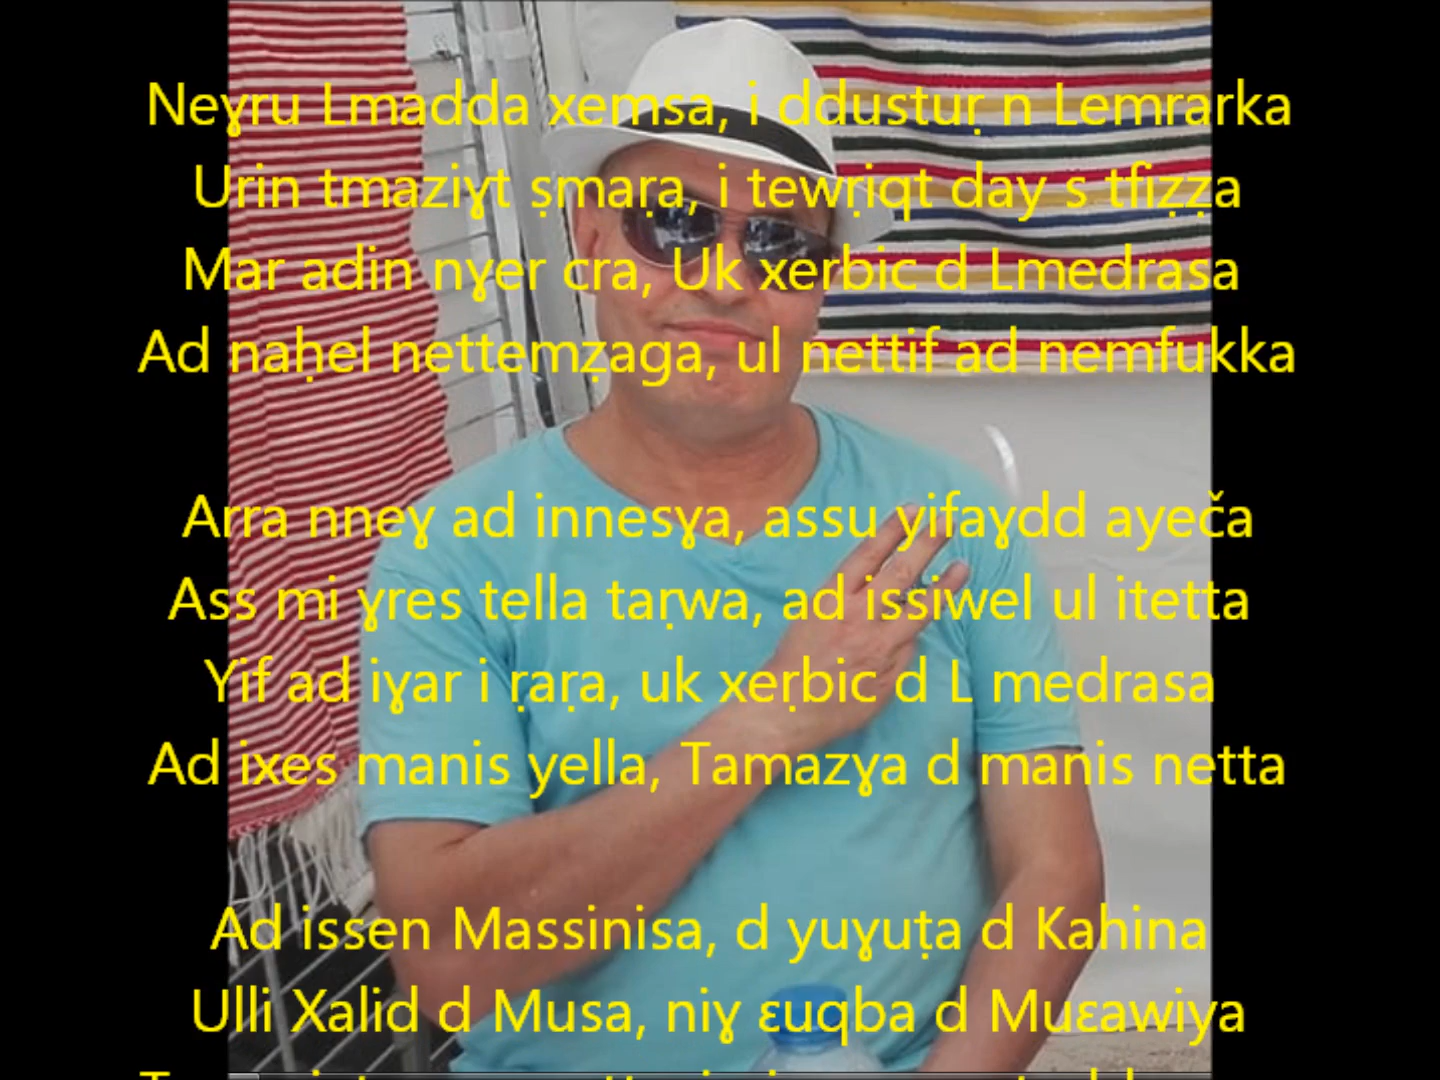 Neɣru Lmadda xemsa, i ddustuṛ n Lemrarka
Urin tmaziɣt ṣmaṛa, i tewṛiqt day s tfiẓẓa
Mar adin nɣer cra, Uk xerbic d Lmedrasa
Ad naḥel nettemẓaga, ul nettif ad nemfukka
Arra nneɣ ad innesɣa, assu yifaɣdd ayeča
Ass mi ɣres tella taṛwa, ad issiwel ul itetta
Yif ad iɣar i ṛaṛa, uk xeṛbic d L medrasa
Ad ixes manis yella, Tamazɣa d manis netta
Ad issen Massinisa, d yuɣuṭa d Kahina
Ulli Xalid d Musa, niɣ ɛuqba d Muɛawiya